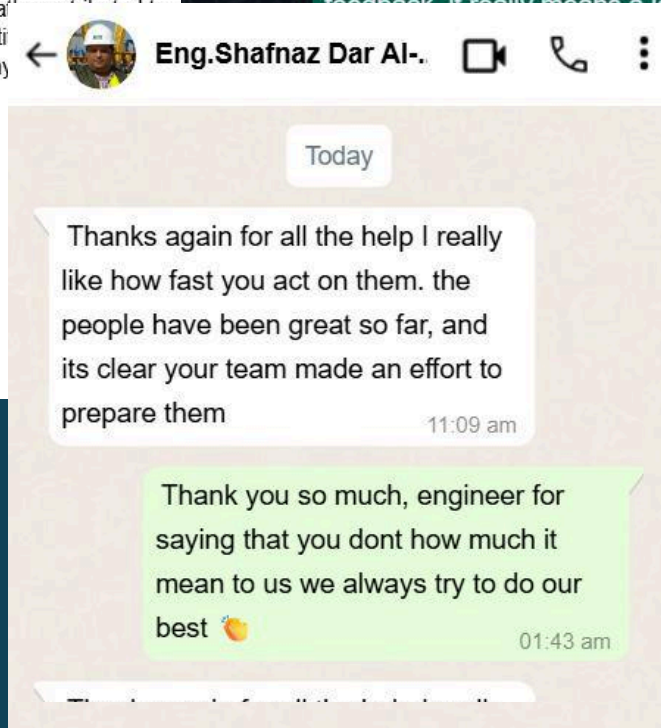 Eng.Shafnaz Dar Al-..
Today
Thanks again for all the help I really
like how fast you act on them. the
people have been great so far, and
its clear your team made an effort to
prepare them
11:09 am
Thank you so much, engineer for
saying that you dont how much it
mean to us we always try to do our
best 👏
01:43 am